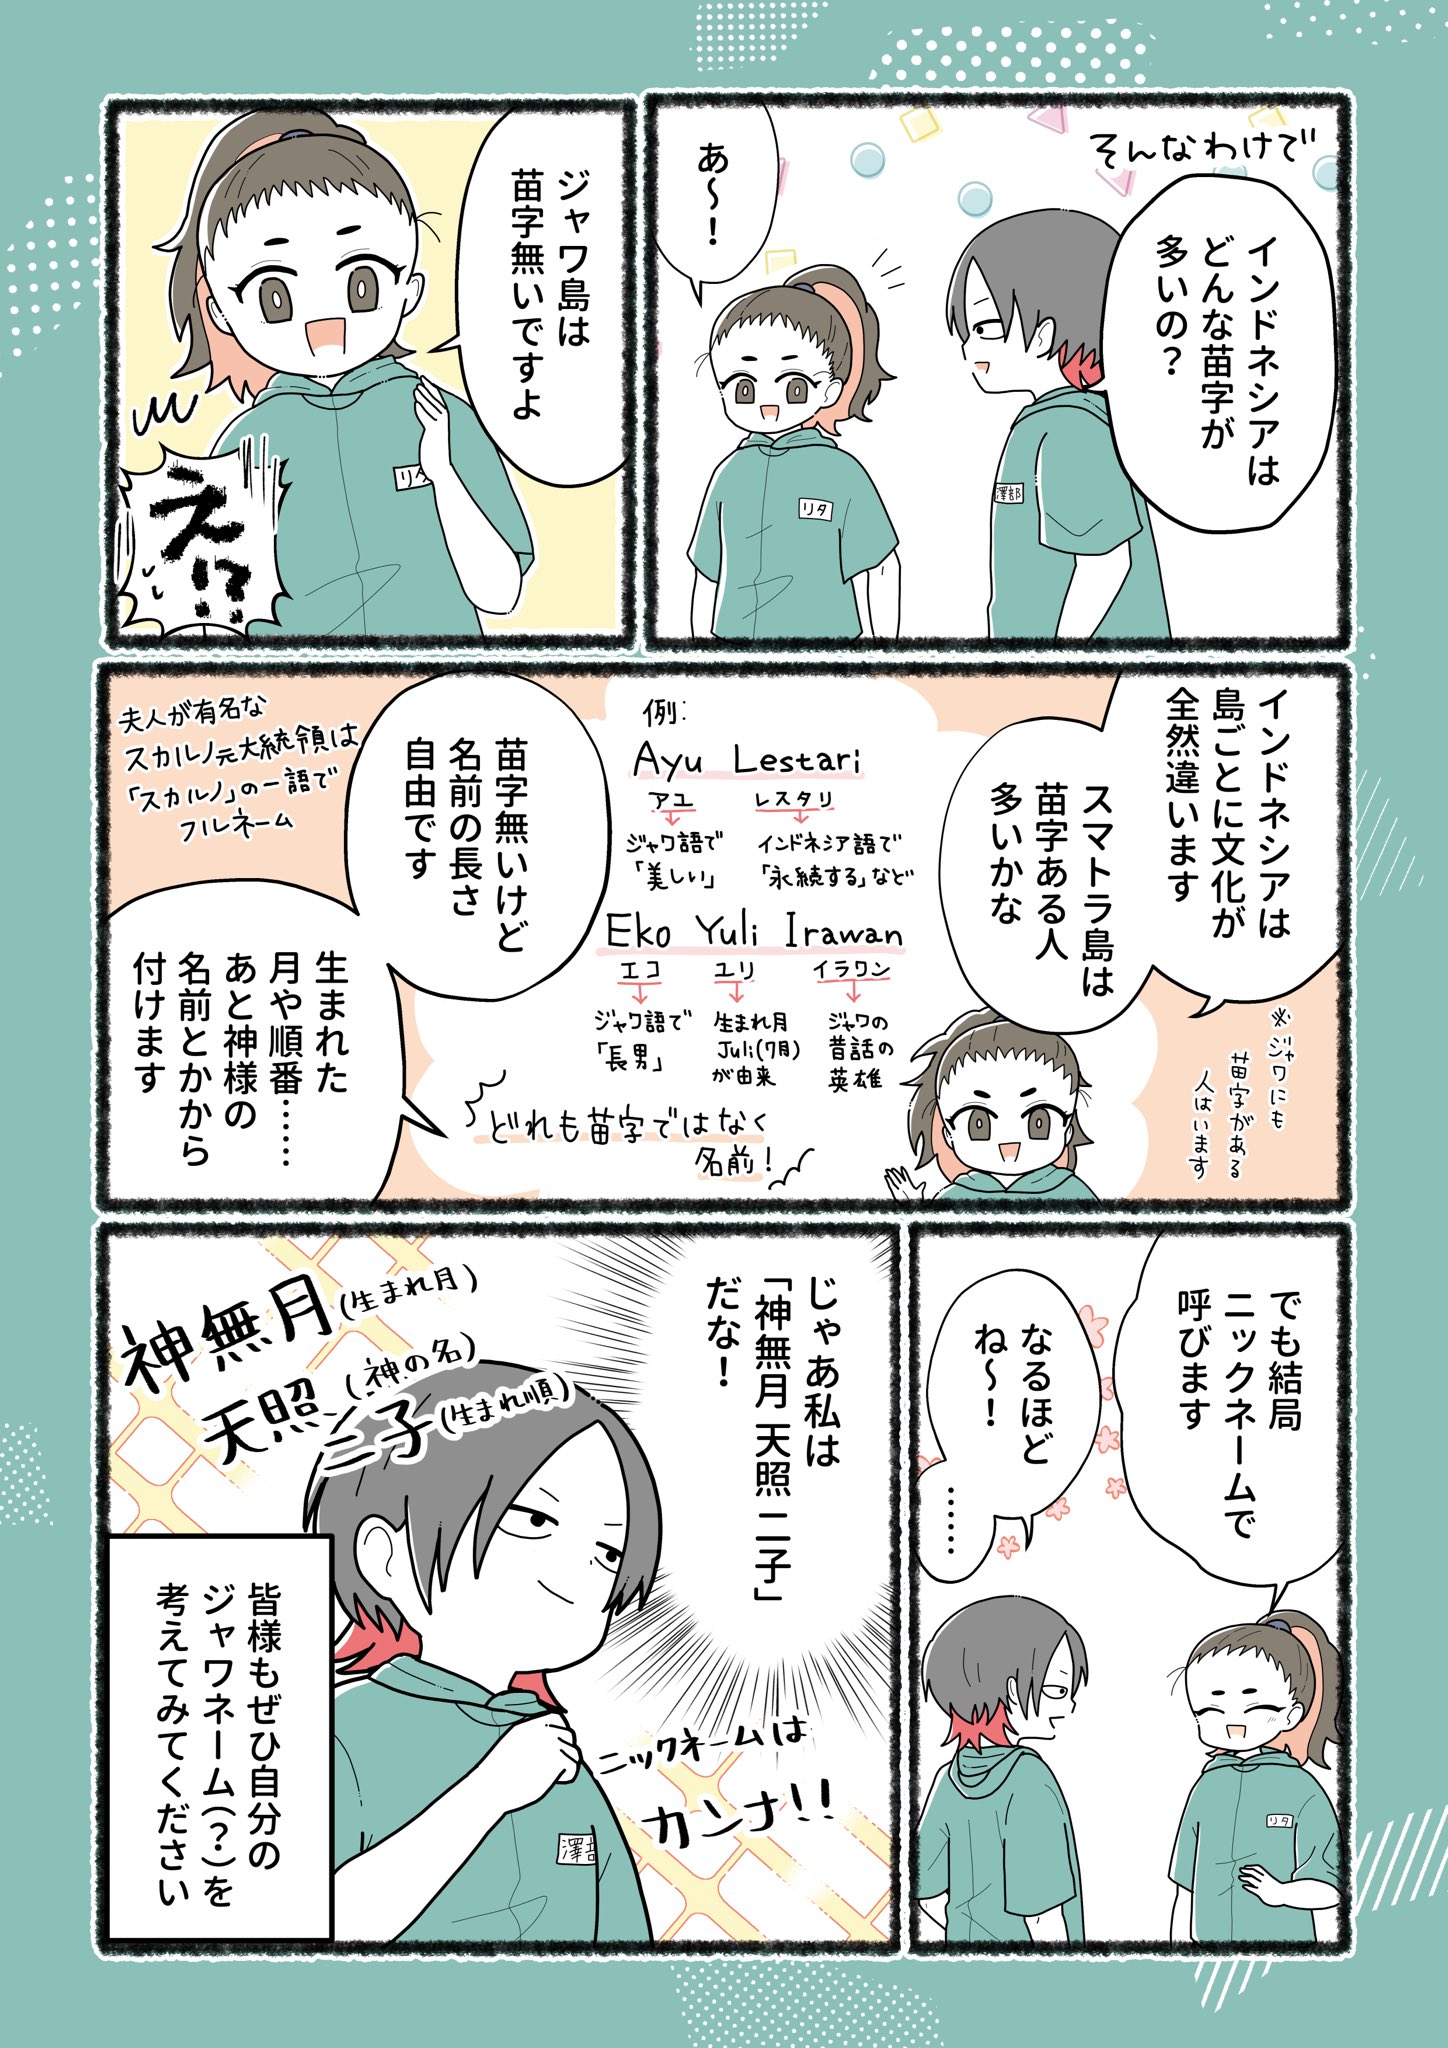 そんなわけで
インドネシアは
どんな苗字が
多いの？
あ〜！
リタ
澤部
ジャワ島は
苗字無いですよ
リタ
え!?
インドネシアは
島ごとに文化が
全然違います
スマトラ島は
苗字ある人
多いかな
※ジャワにも
苗字がある
人はいます
例:
Ayu Lestari
アユ レスタリ
ジャワ語で
「美しい」
インドネシア語で
「永続する」など
Eko Yuli Irawan
エコ ユリ イラワン
ジャワ語で
「長男」
生まれ月
Juli(7月)
が由来
ジャワの
昔話の
英雄
どれも苗字ではなく
名前！
苗字無いけど
名前の長さ
自由です
夫人が有名な
スカルノ元大統領は
「スカルノ」の一語で
フルネーム
生まれた
月や順番……
あと神様の
名前とかから
付けます
でも結局
ニックネームで
呼びます
なるほど
ね〜！
……
リタ
じゃあ私は
「神無月 天照 二子」
だな！
神無月(生まれ月)
天照(神の名)
二子(生まれ順)
ニックネームは
カンナ!!
澤部
皆様もぜひ自分の
ジャワネーム(？)を
考えてみてください